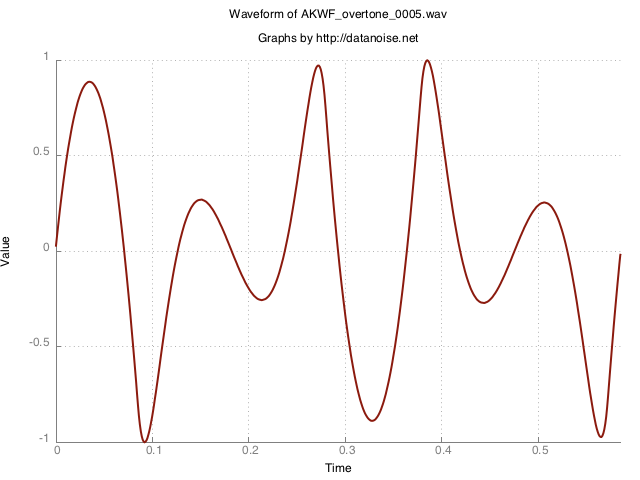 Waveform of AKWF_overtone_0005.wav
Graphs by http://datanoise.net
1
0.5
0
-0.5
-1
Value
0 0.1 0.2 0.3 0.4 0.5
Time